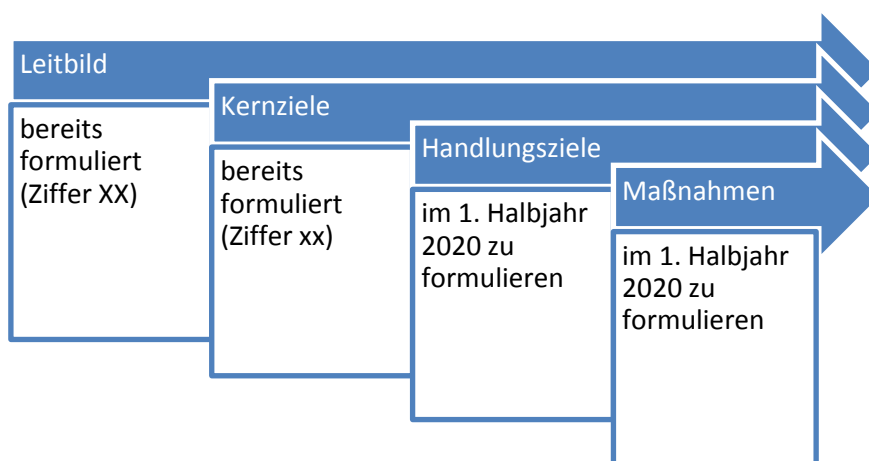 Leitbild
bereits
formuliert
(Ziffer XX)
Kernziele
bereits
formuliert
(Ziffer xx)
Handlungsziele
im 1. Halbjahr
2020 zu
formulieren
Maßnahmen
im 1. Halbjahr
2020 zu
formulieren